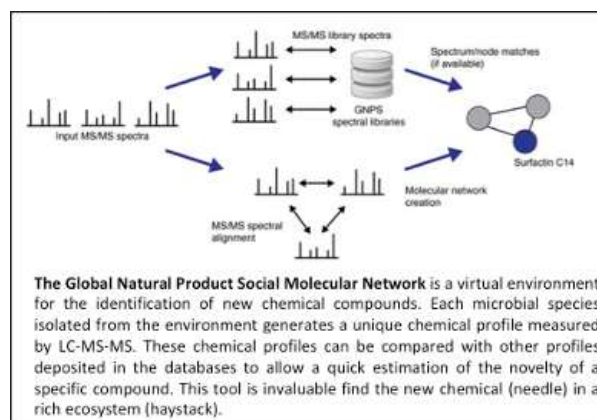 MS/MS library spectra
Spectrum/node matches
(if available)
GNPS
spectral libraries
Input MS/MS spectra
Surfactin C14
Molecular network
creation
MS/MS spectral
alignment
The Global Natural Product Social Molecular Network is a virtual environment
for the identification of new chemical compounds. Each microbial species
isolated from the environment generates a unique chemical profile measured
by LC-MS-MS. These chemical profiles can be compared with other profiles
deposited in the databases to allow a quick estimation of the novelty of a
specific compound. This tool is invaluable find the new chemical (needle) in a
rich ecosystem (haystack).